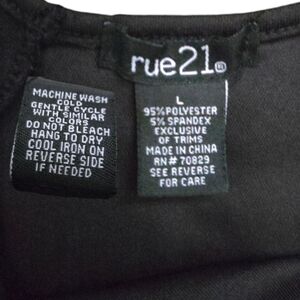 MACHINE WASH
COLD
GENTLE CYCLE
WITH SIMILAR
COLORS
DO NOT BLEACH
HANG TO DRY
COOL IRON ON
REVERSE SIDE
IF NEEDED
rue21®
L
95%POLYESTER
5% SPANDEX
EXCLUSIVE
OF TRIMS
MADE IN CHINA
RN# 70829
SEE REVERSE
FOR CARE